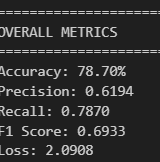 ====================
OVERALL METRICS
====================
Accuracy: 78.70%
Precision: 0.6194
Recall: 0.7870
F1 Score: 0.6933
Loss: 2.0908